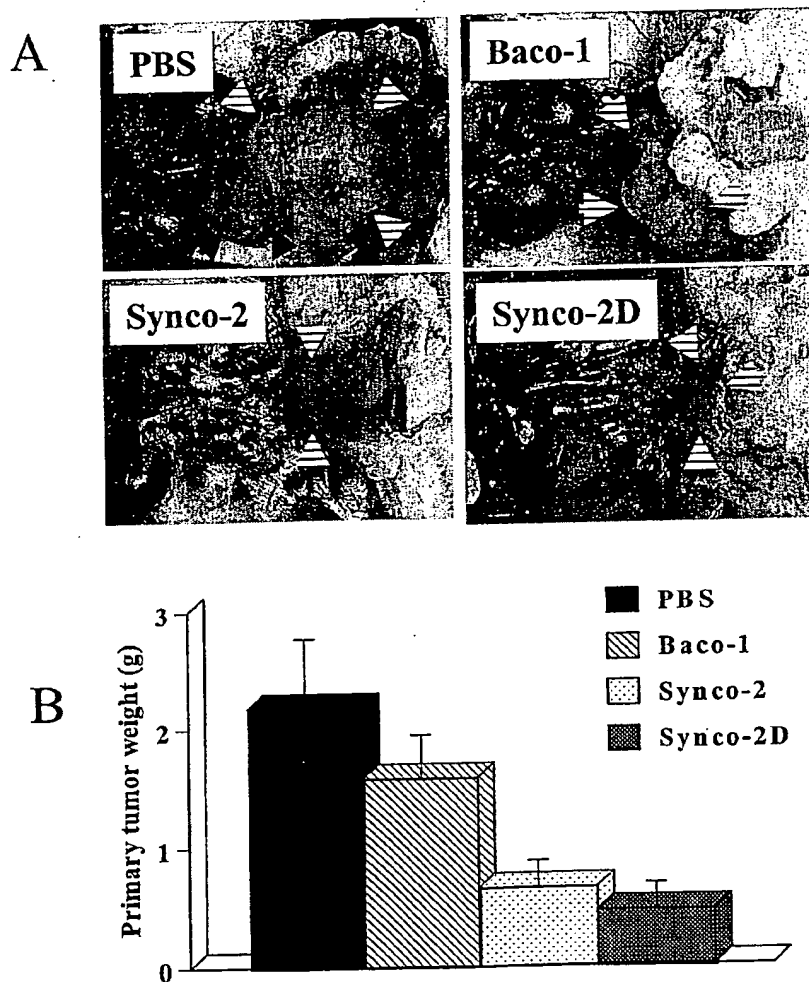 A
PBS
Baco-1
Synco-2
Synco-2D
B
Primary tumor weight (g)
3
2
1
0
PBS
Baco-1
Synco-2
Synco-2D